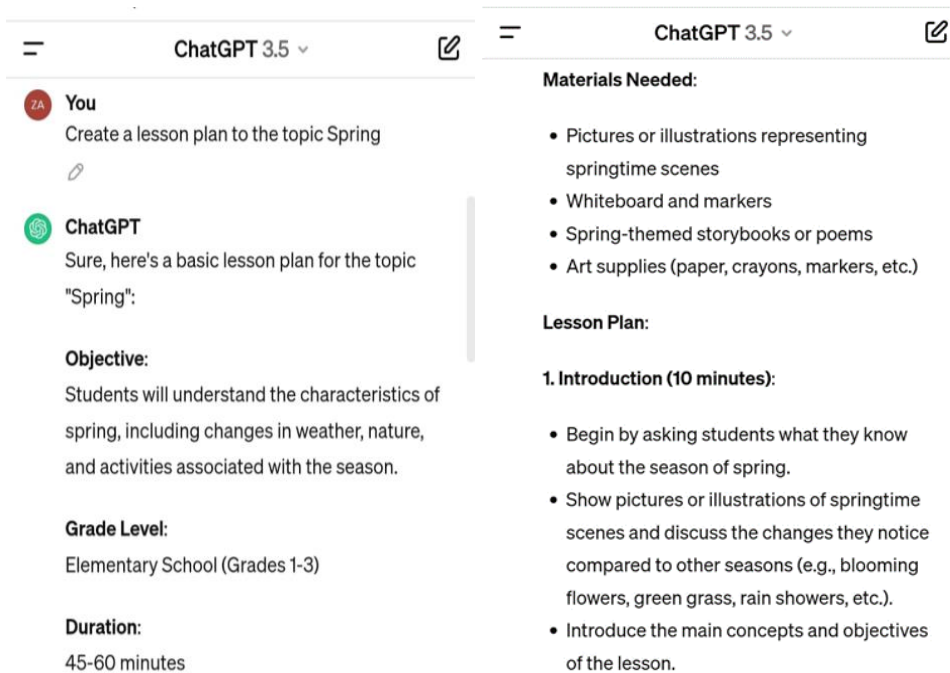 ChatGPT 3.5
ZA
You
Create a lesson plan to the topic Spring
ChatGPT
Sure, here's a basic lesson plan for the topic
"Spring":
Objective:
Students will understand the characteristics of
spring, including changes in weather, nature,
and activities associated with the season.
Grade Level:
Elementary School (Grades 1-3)
Duration:
45-60 minutes
ChatGPT 3.5
Materials Needed:
• Pictures or illustrations representing
springtime scenes
• Whiteboard and markers
• Spring-themed storybooks or poems
• Art supplies (paper, crayons, markers, etc.)
Lesson Plan:
1. Introduction (10 minutes):
• Begin by asking students what they know
about the season of spring.
• Show pictures or illustrations of springtime
scenes and discuss the changes they notice
compared to other seasons (e.g., blooming
flowers, green grass, rain showers, etc.).
• Introduce the main concepts and objectives
of the lesson.